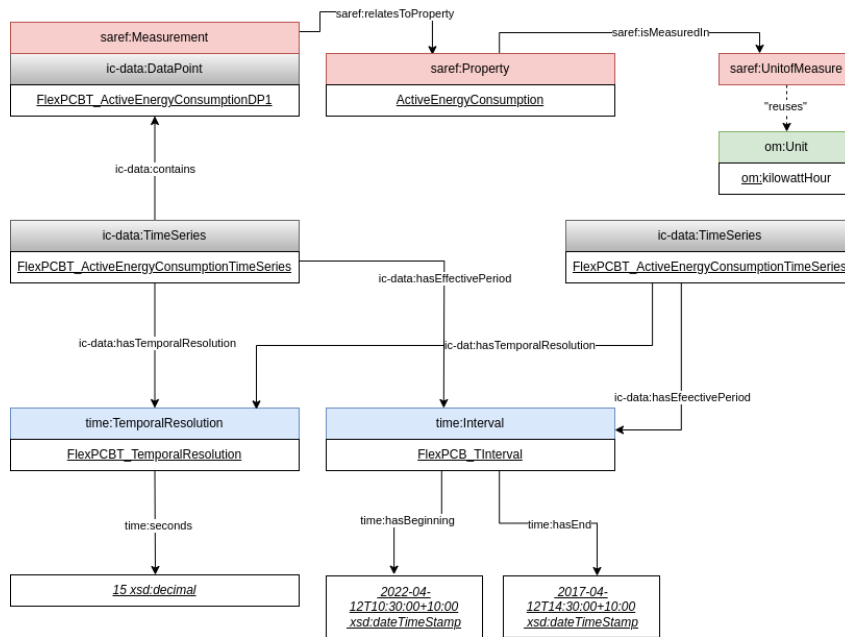 saref:relatesToProperty
saref:Measurement
saref:isMeasuredIn
ic-data:DataPoint
saref:Property
saref:UnitofMeasure
FlexPCBT_ActiveEnergyConsumptionDP1
ActiveEnergyConsumption
"reuses"
om:Unit
ic-data:contains
om:kilowattHour
ic-data:TimeSeries
ic-data:TimeSeries
FlexPCBT_ActiveEnergyConsumptionTimeSeries
FlexPCBT_ActiveEnergyConsumptionTimeSeries
ic-data:hasEffectivePeriod
ic-data:hasTemporalResolution
ic-dat:hasTemporalResolution
ic-data:hasEfeectivePeriod
time:TemporalResolution
time:Interval
FlexPCBT_TemporalResolution
FlexPCB_TInterval
time:seconds
time:hasBeginning
time:hasEnd
15 xsd:decimal
2022-04-
12T10:30:00+10:00
xsd:dateTimeStamp
2017-04-
12T14:30:00+10:00
xsd:dateTimeStamp